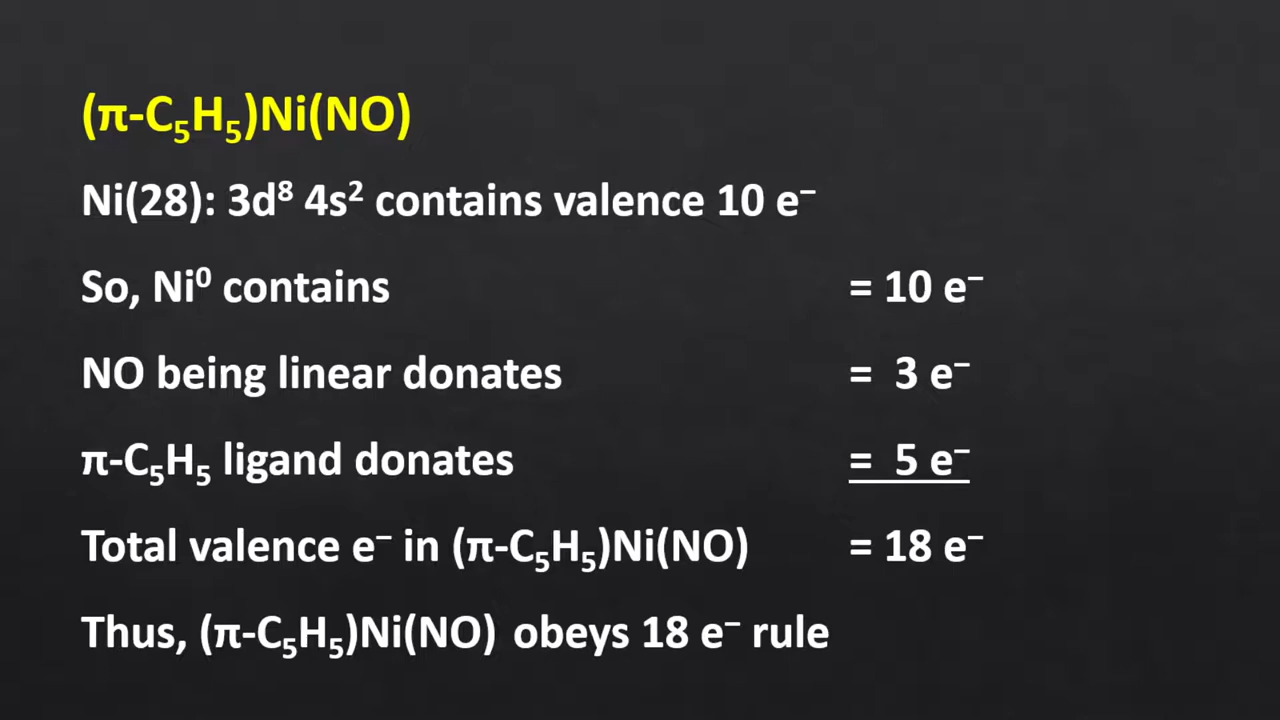 (π-C₅H₅)Ni(NO)
Ni(28): 3d⁸ 4s² contains valence 10 e⁻
So, Ni⁰ contains = 10 e⁻
NO being linear donates = 3 e⁻
π-C₅H₅ ligand donates = 5 e⁻
Total valence e⁻ in (π-C₅H₅)Ni(NO) = 18 e⁻
Thus, (π-C₅H₅)Ni(NO) obeys 18 e⁻ rule